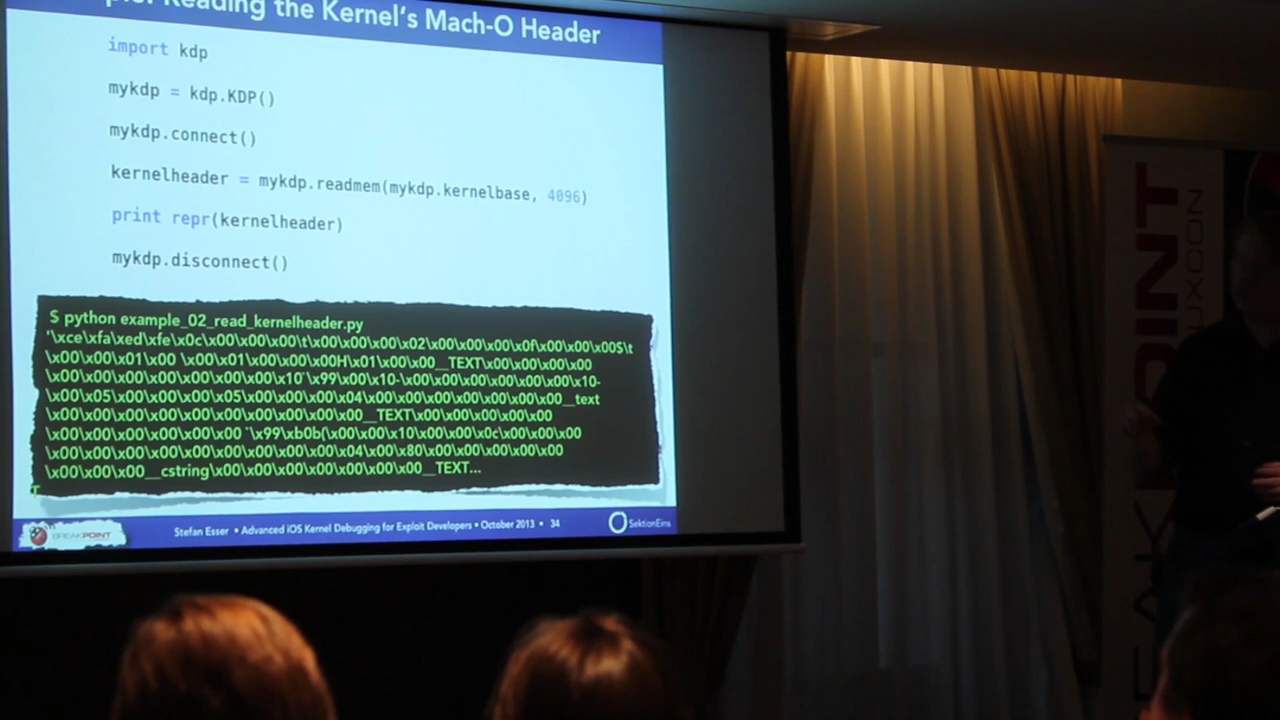 Reading the Kernel's Mach-O Header
import kdp
mykdp = kdp.KDP()
mykdp.connect()
kernelheader = mykdp.readmem(mykdp.kernelbase, 4096)
print repr(kernelheader)
mykdp.disconnect()
$ python example_02_read_kernelheader.py
'\xce\xfa\xed\xfe\x0c\x00\x00\x00\t\x00\x00\x00\x02\x00\x00\x00\x0f\x00\x00\x00S\t
\x00\x00\x01\x00 \x00\x01\x00\x00\x00H\x01\x00\x00__TEXT\x00\x00\x00\x00
\x00\x00\x00\x00\x00\x00\x10`\x99\x00\x10-\x00\x00\x00\x00\x00\x00\x10-
\x00\x05\x00\x00\x00\x05\x00\x00\x00\x04\x00\x00\x00\x00\x00\x00\x00__text
\x00\x00\x00\x00\x00\x00\x00\x00\x00\x00__TEXT\x00\x00\x00\x00
\x00\x00\x00\x00\x00\x00 `\x99\xb0b(\x00\x00\x10\x00\x00\x0c\x00\x00\x00
\x00\x00\x00\x00\x00\x00\x00\x00\x04\x00\x80\x00\x00\x00\x00\x00
\x00\x00\x00__cstring\x00\x00\x00\x00\x00\x00\x00__TEXT...
BREAKPOINT
Stefan Esser • Advanced iOS Kernel Debugging for Exploit Developers • October 2013 • 34
SektionEins
UXCON